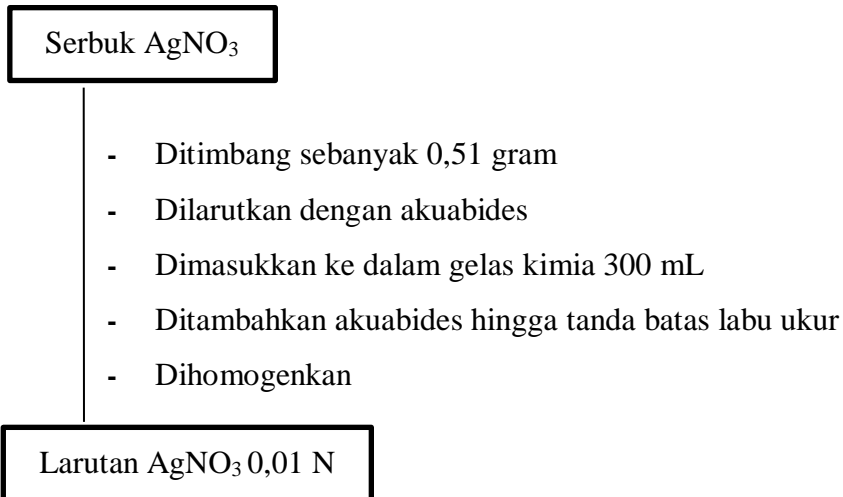 Serbuk AgNO₃
- Ditimbang sebanyak 0,51 gram
- Dilarutkan dengan akuabides
- Dimasukkan ke dalam gelas kimia 300 mL
- Ditambahkan akuabides hingga tanda batas labu ukur
- Dihomogenkan
Larutan AgNO₃ 0,01 N